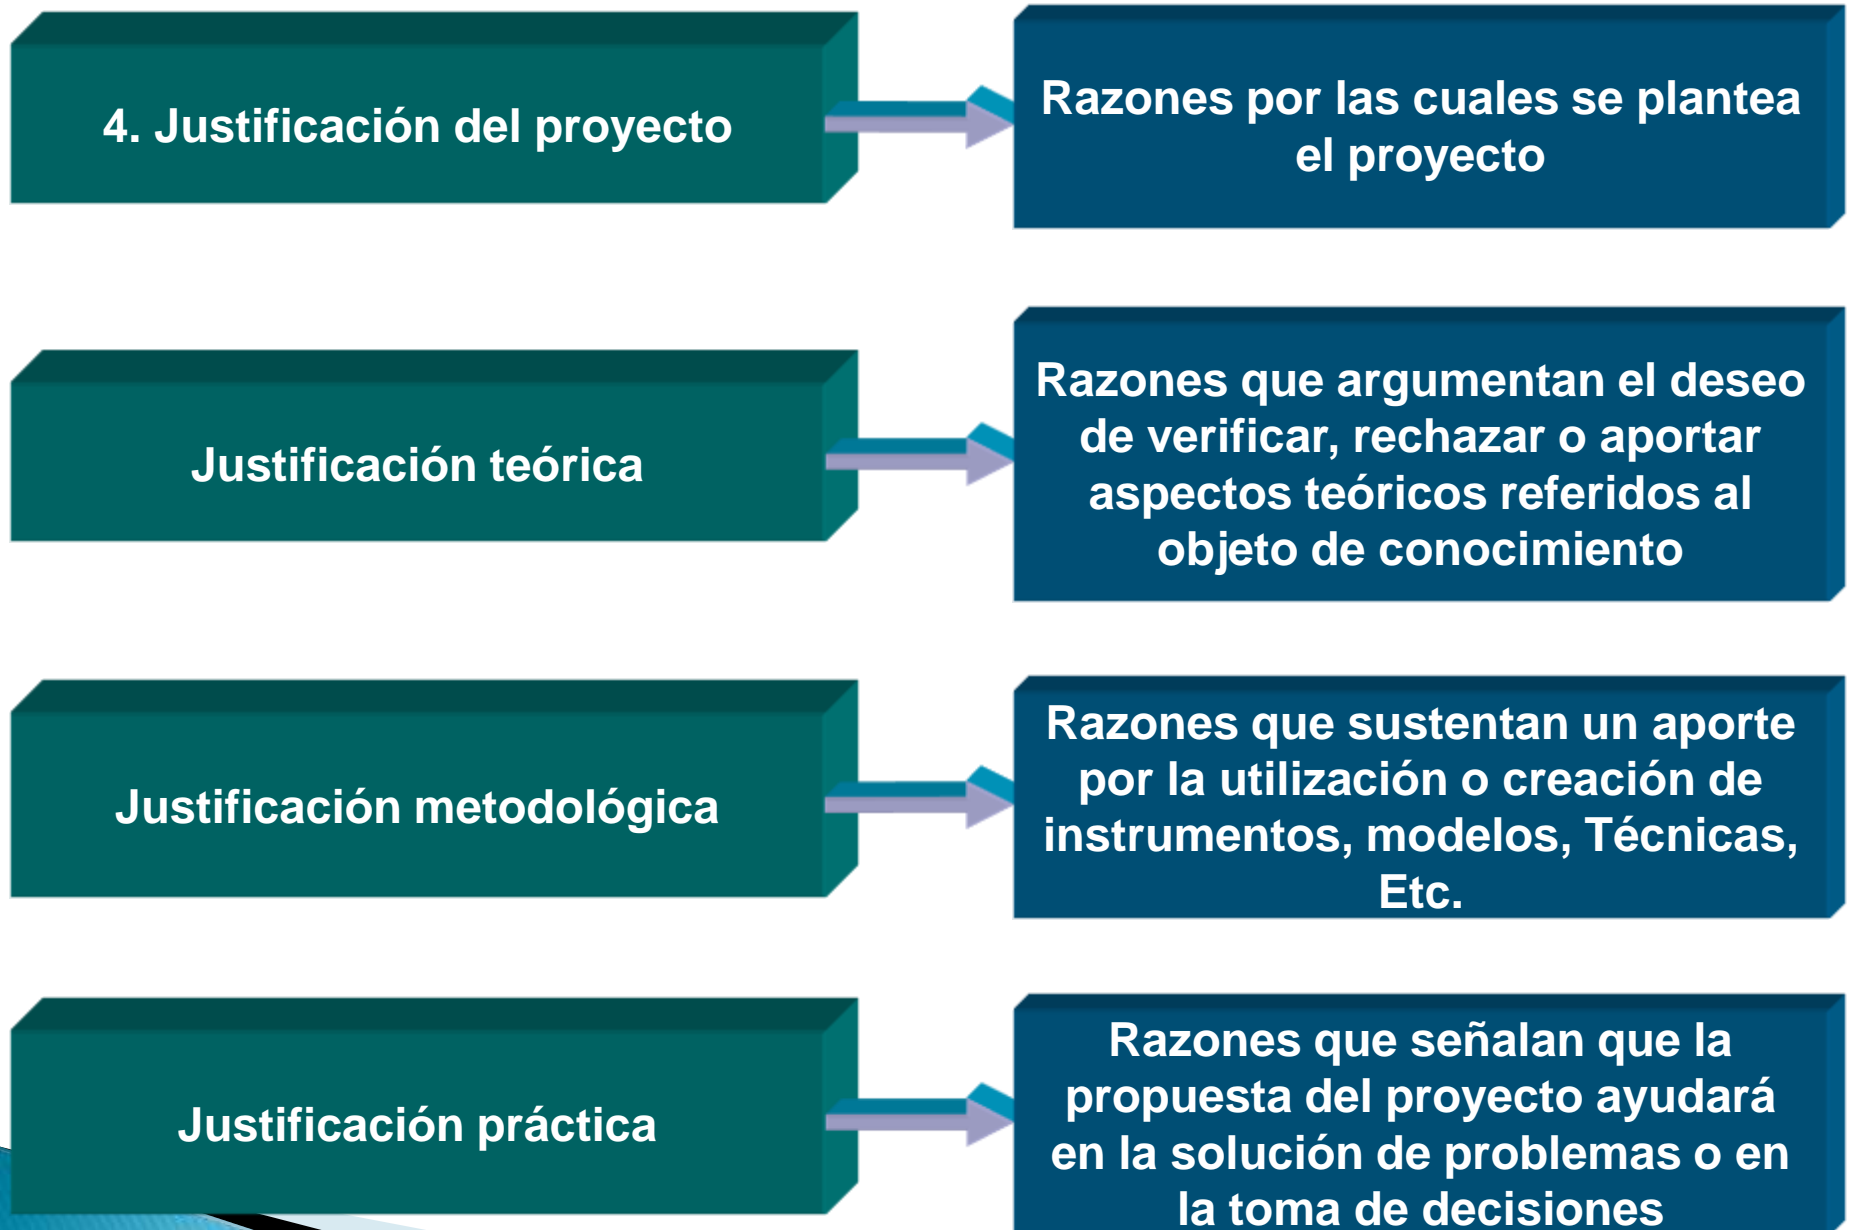 4. Justificación del proyecto
Razones por las cuales se plantea
el proyecto
Justificación teórica
Razones que argumentan el deseo
de verificar, rechazar o aportar
aspectos teóricos referidos al
objeto de conocimiento
Justificación metodológica
Razones que sustentan un aporte
por la utilización o creación de
instrumentos, modelos, Técnicas,
Etc.
Justificación práctica
Razones que señalan que la
propuesta del proyecto ayudará
en la solución de problemas o en
la toma de decisiones